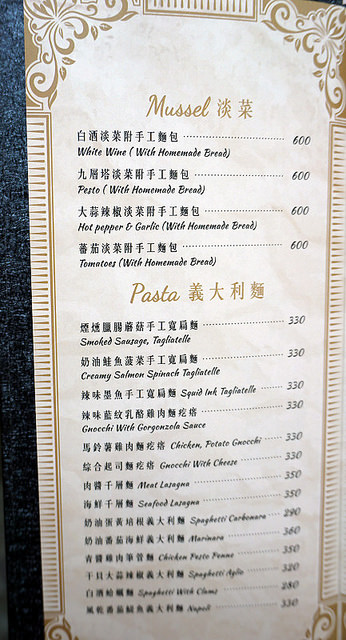 Mussel 淡菜
白酒淡菜附手工麵包 600
White Wine ( With Homemade Bread)
九層塔淡菜附手工麵包 600
Pesto ( With Homemade Bread)
大蒜辣椒淡菜附手工麵包 600
Hot pepper & Garlic (With Homemade Bread)
蕃茄淡菜附手工麵包 600
Tomatoes (With Homemade Bread)
Pasta 義大利麵
煙燻臘腸蘑菇手工寬扁麵 330
Smoked Sausage, Tagliatelle
奶油鮭魚菠菜手工寬扁麵 330
Creamy Salmon Spinach Tagliatelle
辣味墨魚手工寬扁麵 Squid Ink Tagliatelle 330
辣味藍紋乳酪雞肉麵疙瘩 330
Gnocchi With Gorgonzola Sauce
馬鈴薯雞肉麵疙瘩 Chicken, Potato Gnocchi 330
綜合起司麵疙瘩 Gnocchi With Cheese 330
肉醬千層麵 Meat Lasagna 350
海鮮千層麵 Seafood Lasagna 350
奶油蛋黃培根義大利麵 Spaghetti Carbonara 290
奶油番茄海鮮義大利麵 Marinara 360
青醬雞肉筆管麵 Chicken Pesto Penne 350
干貝大蒜辣椒義大利麵 Spaghetti Aglio 320
白酒蛤蠣麵 Spaghetti With Clams 280
風乾番茄鯷魚義大利麵 Napoli 330